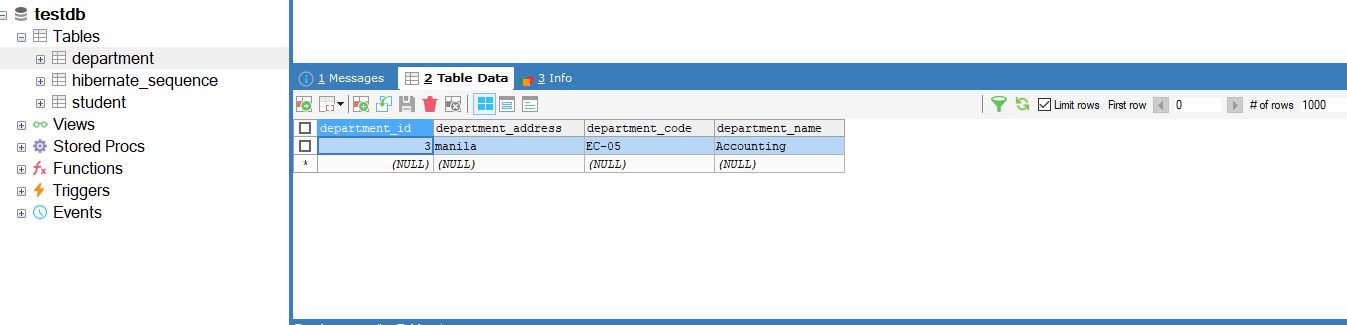 testdb
Tables
department
hibernate_sequence
student
Views
Stored Procs
Functions
Triggers
Events
1 Messages 2 Table Data 3 Info
Limit rows First row 0 # of rows 1000
department_id department_address department_code department_name
3 manila EC-05 Accounting
* (NULL) (NULL) (NULL) (NULL)